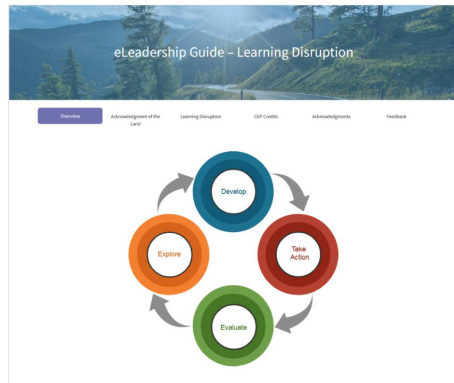 eLeadership Guide – Learning Disruption
Overview
Acknowledgment of the
Land
Learning Disruption
CEP Credits
Acknowledgments
Feedback
Develop
Explore
Take
Action
Evaluate